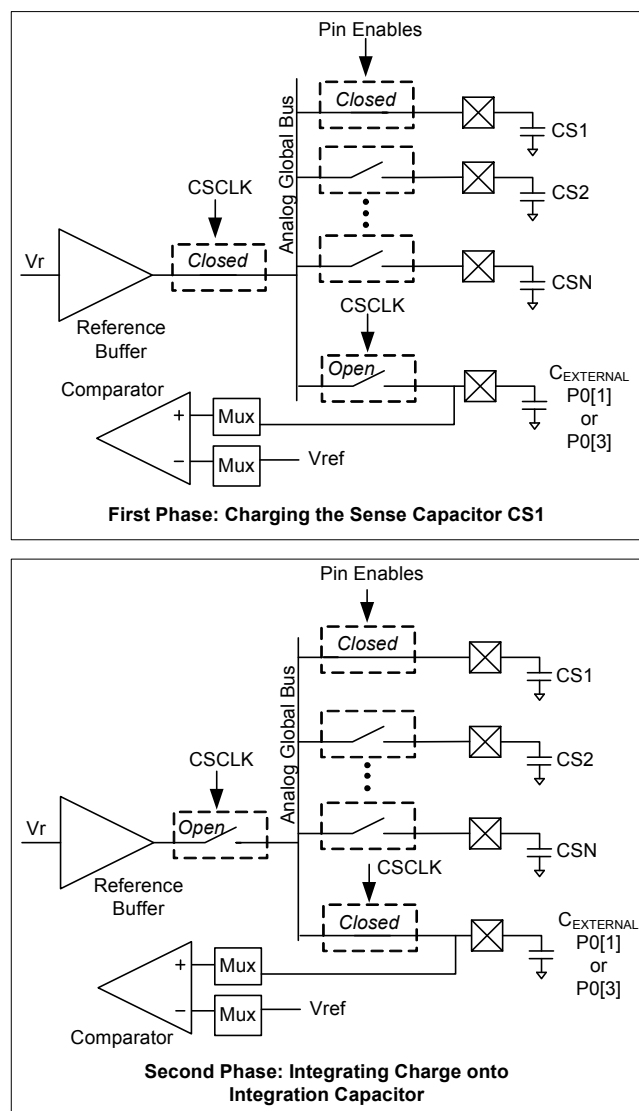 Pin Enables
Closed
CS1
CSCLK
Analog Global Bus
CS2
Vr
Closed
CSN
Reference
Buffer
CSCLK
Comparator
Open
CEXTERNAL
P0[1]
or
P0[3]
+
Mux
−
Mux
Vref
First Phase: Charging the Sense Capacitor CS1
Pin Enables
Closed
CS1
Analog Global Bus
CSCLK
CS2
Vr
Open
CSN
Reference
Buffer
CSCLK
Closed
CEXTERNAL
P0[1]
or
P0[3]
+
Mux
−
Mux
Vref
Comparator
Second Phase: Integrating Charge onto
Integration Capacitor